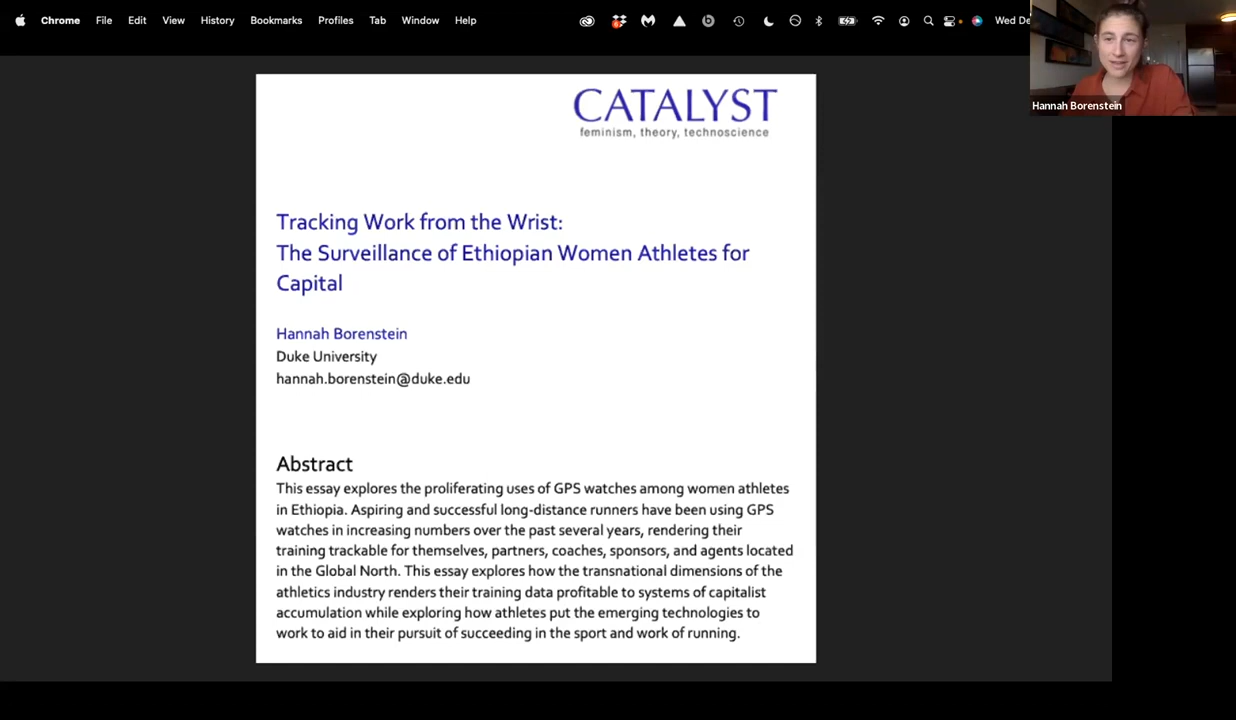 Chrome File Edit View History Bookmarks Profiles Tab Window Help Wed De
Hannah Borenstein
CATALYST
feminism, theory, technoscience
Tracking Work from the Wrist:
The Surveillance of Ethiopian Women Athletes for
Capital
Hannah Borenstein
Duke University
hannah.borenstein@duke.edu
Abstract
This essay explores the proliferating uses of GPS watches among women athletes
in Ethiopia. Aspiring and successful long-distance runners have been using GPS
watches in increasing numbers over the past several years, rendering their
training trackable for themselves, partners, coaches, sponsors, and agents located
in the Global North. This essay explores how the transnational dimensions of the
athletics industry renders their training data profitable to systems of capitalist
accumulation while exploring how athletes put the emerging technologies to
work to aid in their pursuit of succeeding in the sport and work of running.